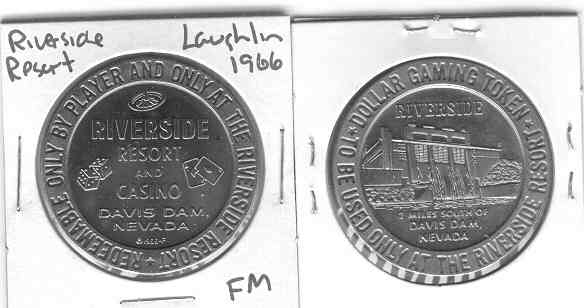 Riverside
Resort
Laughlin
1966
REDEEMABLE ONLY BY PLAYER AND ONLY AT THE RIVERSIDE RESORT
RIVERSIDE
RESORT
AND
CASINO
DAVIS DAM,
NEVADA
FM
DOLLAR GAMING TOKEN
TO BE USED ONLY AT THE RIVERSIDE RESORT
RIVERSIDE
2 MILES SOUTH OF
DAVIS DAM,
NEVADA